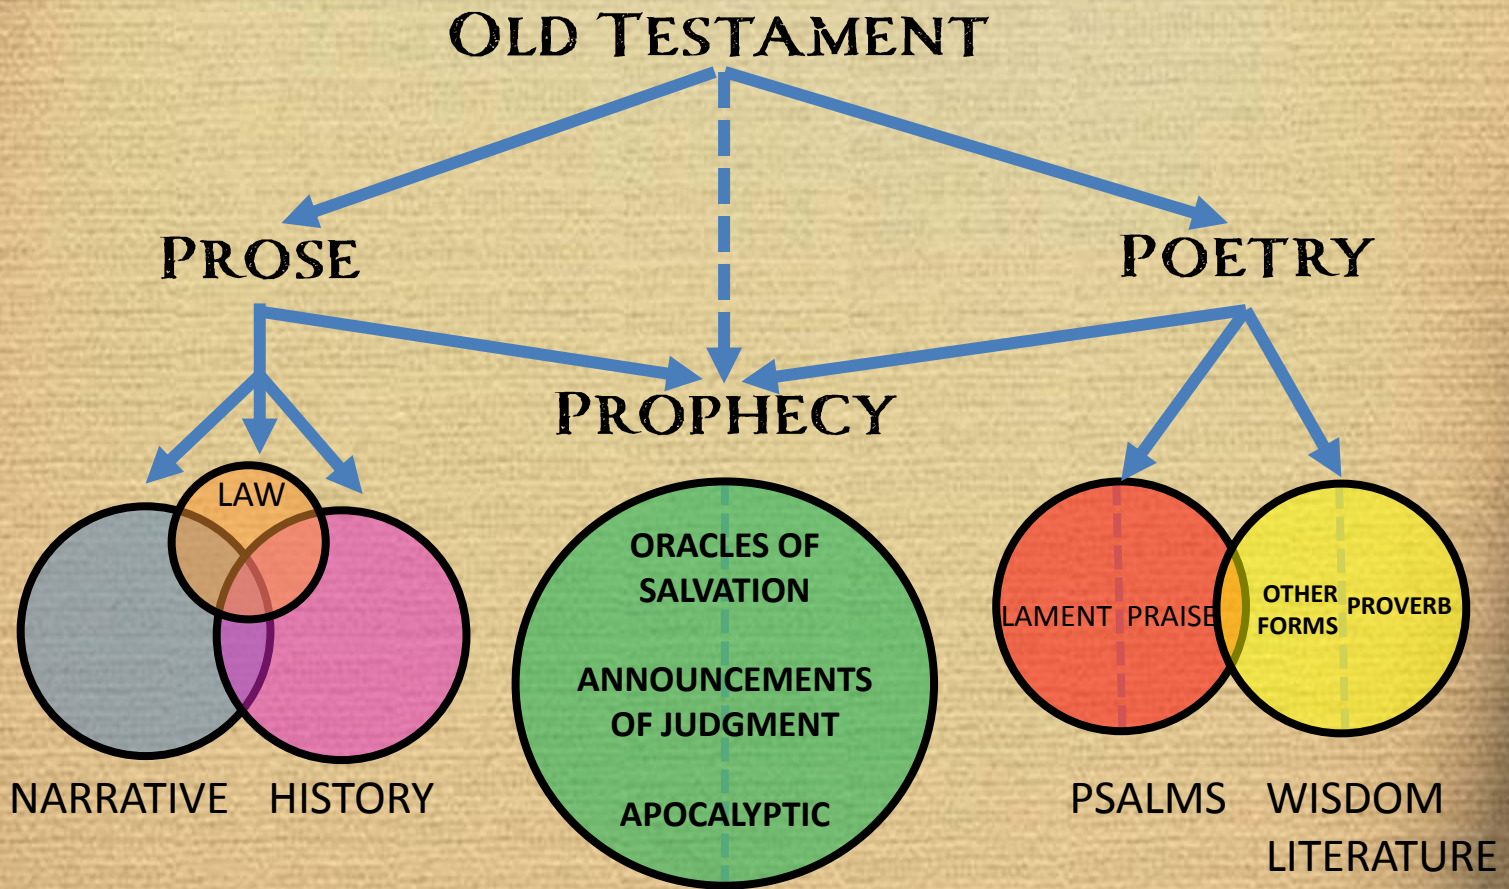 OLD TESTAMENT
PROSE
POETRY
PROPHECY
LAW
ORACLES OF
SALVATION
ANNOUNCEMENTS
OF JUDGMENT
APOCALYPTIC
LAMENT PRAISE
OTHER
FORMS
PROVERB
NARRATIVE HISTORY
PSALMS WISDOM
LITERATURE